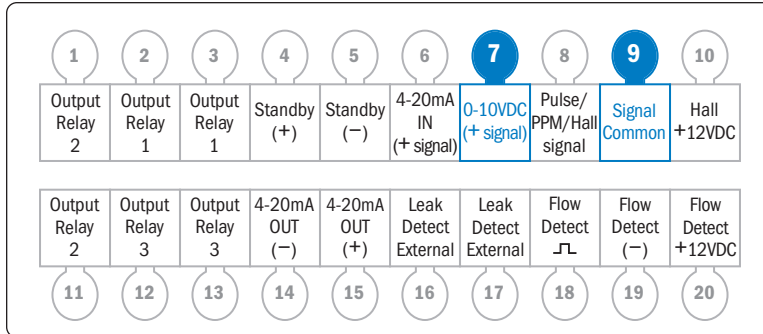 1 2 3 4 5 6 7 8 9 10
Output Relay 2
Output Relay 1
Output Relay 1
Standby (+)
Standby (−)
4-20mA IN (+ signal)
0-10VDC (+ signal)
Pulse/ PPM/Hall signal
Signal Common
Hall +12VDC
Output Relay 2
Output Relay 3
Output Relay 3
4-20mA OUT (−)
4-20mA OUT (+)
Leak Detect External
Leak Detect External
Flow Detect
Flow Detect (−)
Flow Detect +12VDC
11 12 13 14 15 16 17 18 19 20